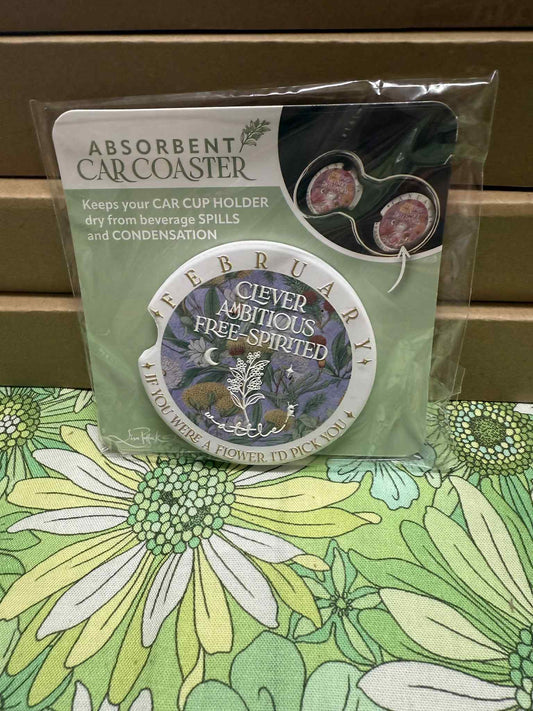 ABSORBENT
CAR COASTER
Keeps your CAR CUP HOLDER
dry from beverage SPILLS
and CONDENSATION
FEBRUARY
CLEVER
AMBITIOUS
FREE-SPIRITED
wattle
IF YOU WERE A FLOWER, I'D PICK YOU